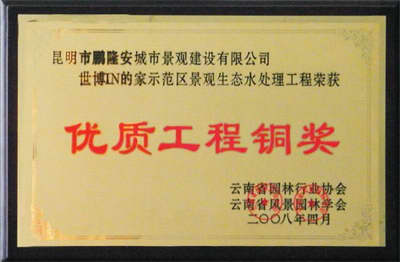 昆明市鹏隆安城市景观建设有限公司
世博IN的家示范区景观生态水处理工程荣获
优质工程铜奖
云南省园林行业协会
云南省风景园林学会
二〇〇八年四月